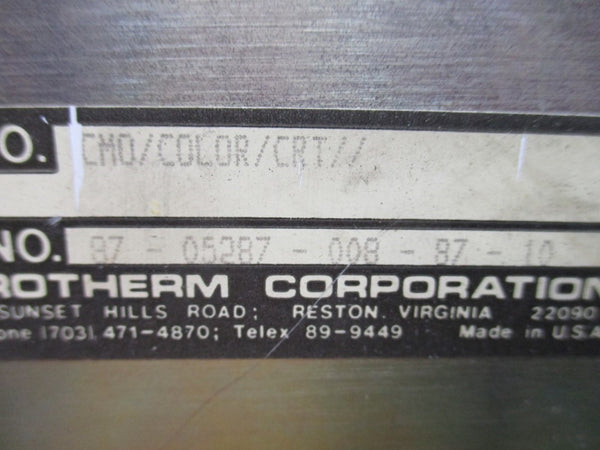 O. CMO/COLOR/CRT//
NO. 87 - 05287 - 008 - 87 - 10
ROTHERM CORPORATION
SUNSET HILLS ROAD; RESTON, VIRGINIA 22090
one (703) 471-4870; Telex 89-9449 Made in U.S.A